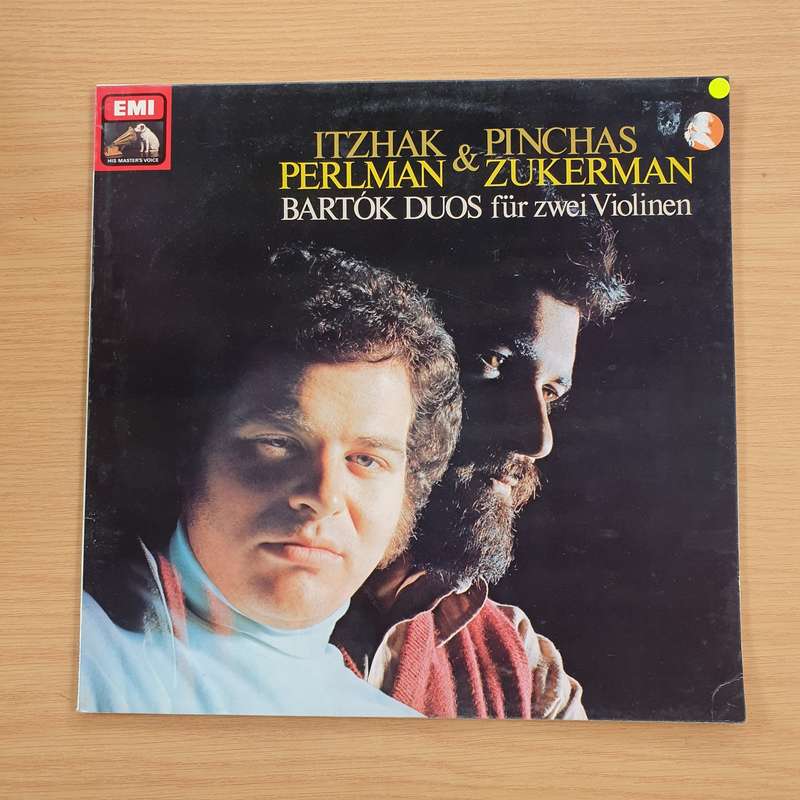 EMI
HIS MASTER'S VOICE
ITZHAK PERLMAN & PINCHAS ZUKERMAN
BARTÓK DUOS für zwei Violinen